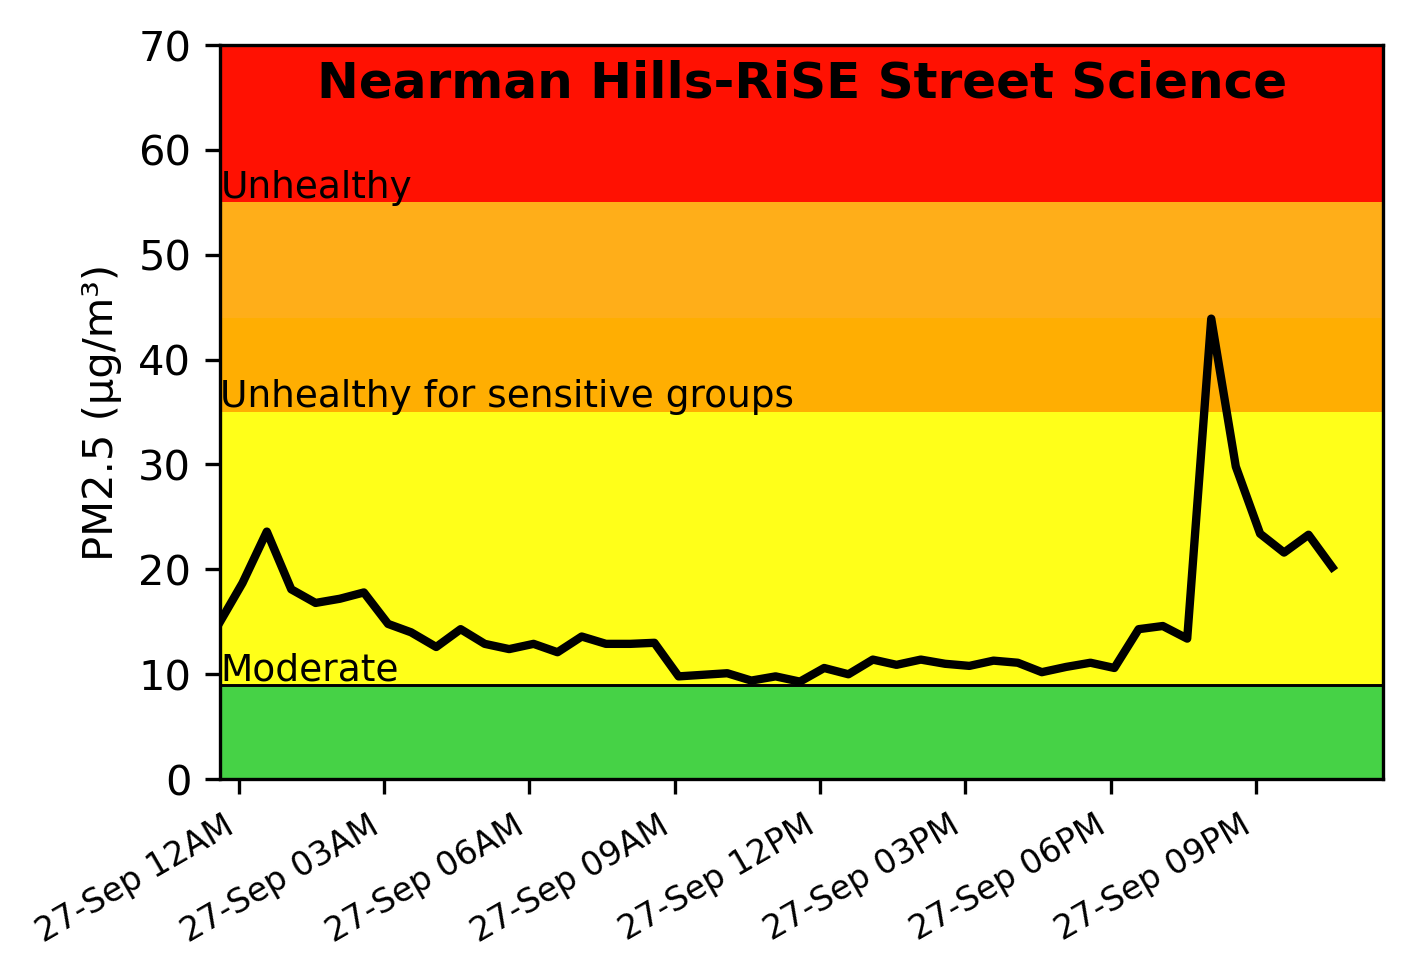 Nearman Hills-RiSE Street Science
PM2.5 (µg/m³)
70
60
50
40
30
20
10
0
Unhealthy
Unhealthy for sensitive groups
Moderate
27-Sep 12AM
27-Sep 03AM
27-Sep 06AM
27-Sep 09AM
27-Sep 12PM
27-Sep 03PM
27-Sep 06PM
27-Sep 09PM